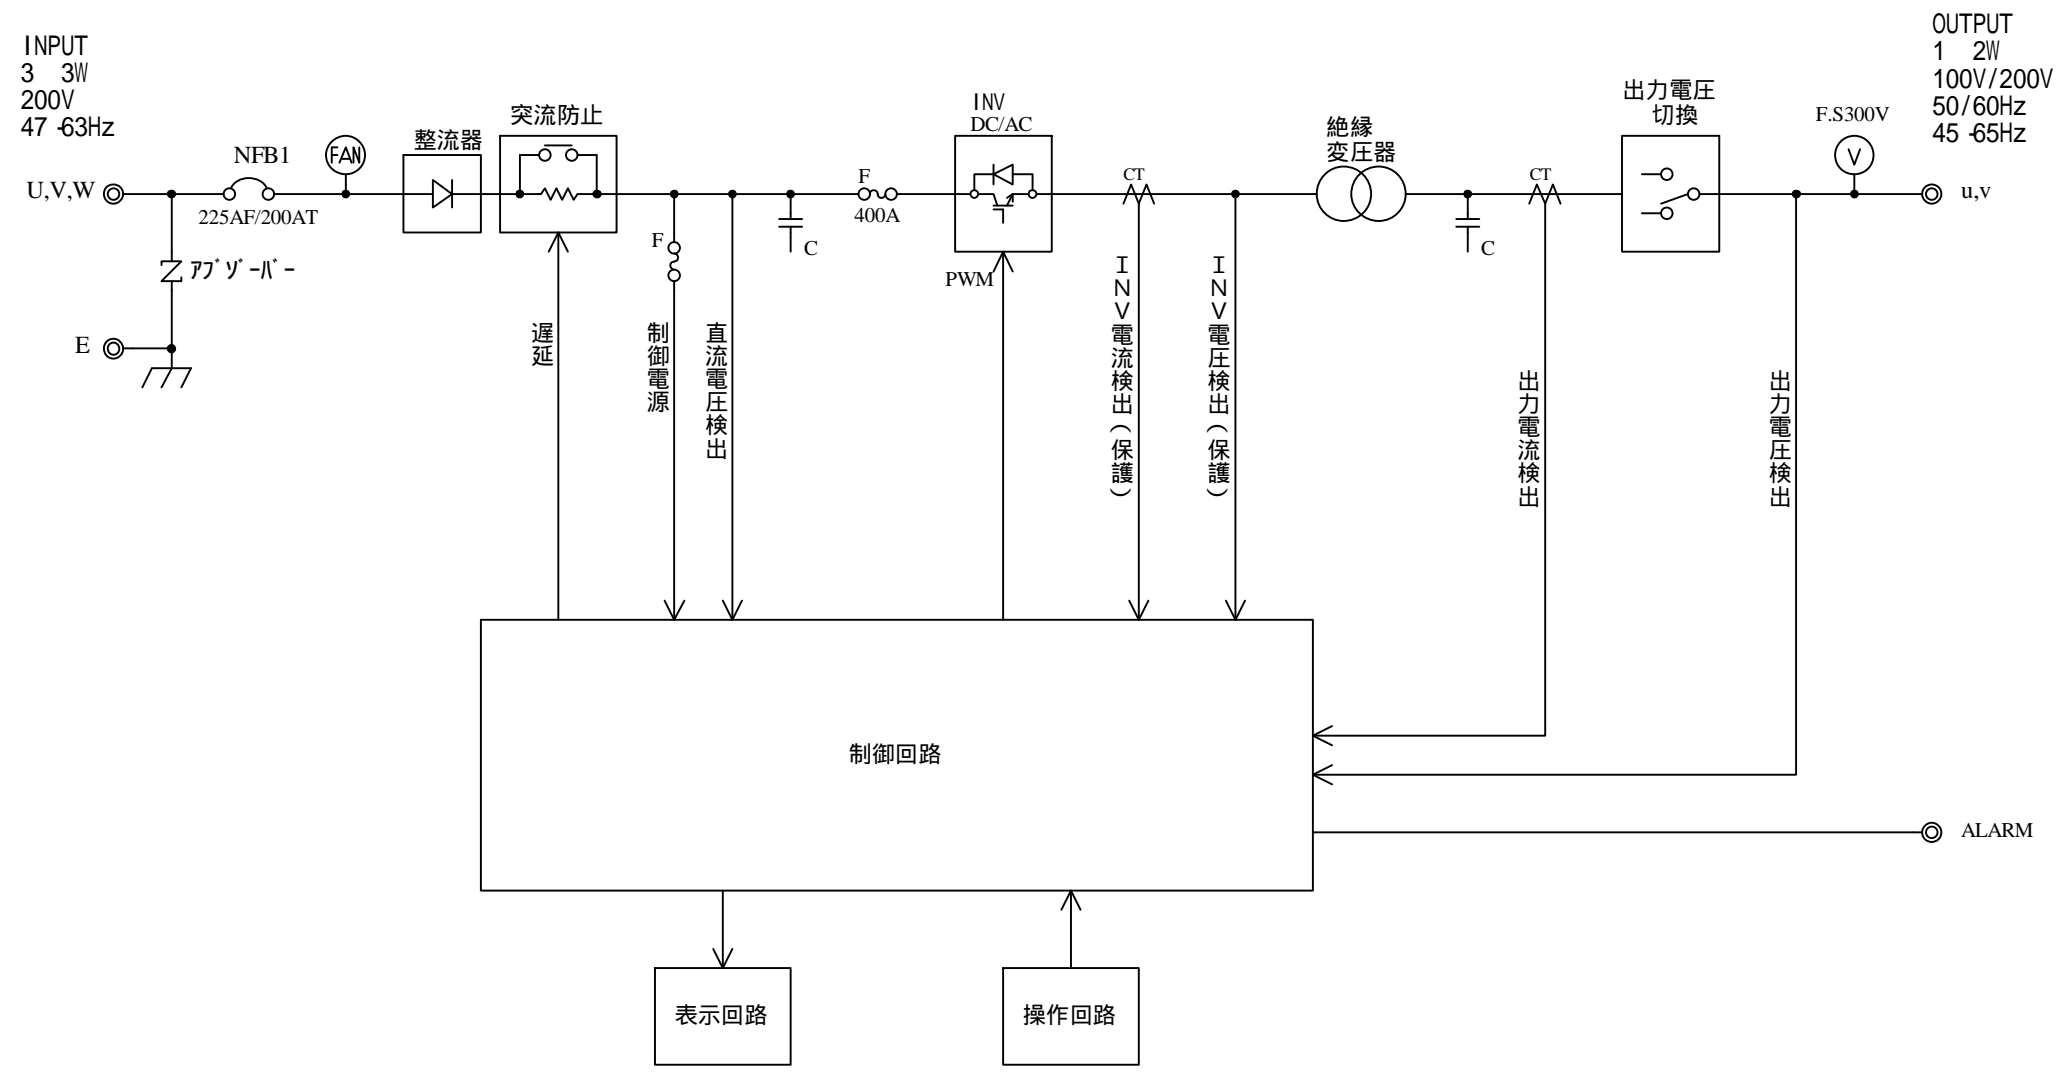 INPUT
3 3W
200V
47-63Hz
U,V,W
NFB1
225AF/200AT
FAN
アブゾーバー
E
整流器
突流防止
F
400A
INV
DC/AC
PWM
C
CT
絶縁
変圧器
C
CT
出力電圧
切換
F.S300V
V
OUTPUT
1 2W
100V/200V
50/60Hz
45-65Hz
u,v
遅延
F
制御電源
直流電圧検出
INV電流検出(保護)
INV電圧検出(保護)
出力電流検出
出力電圧検出
制御回路
ALARM
表示回路
操作回路